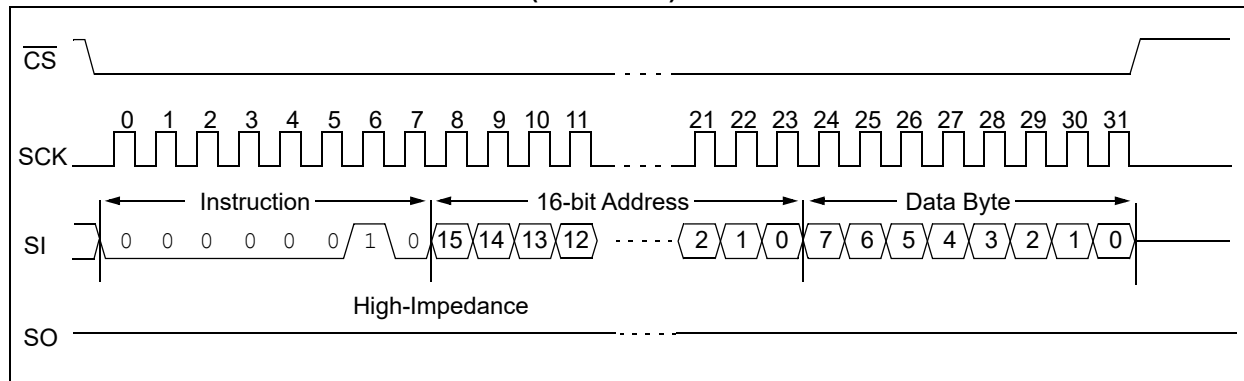 CS
0 1 2 3 4 5 6 7 8 9 10 11 21 22 23 24 25 26 27 28 29 30 31
SCK
Instruction 16-bit Address Data Byte
SI 0 0 0 0 0 0 1 0 15 14 13 12 2 1 0 7 6 5 4 3 2 1 0
High-Impedance
SO